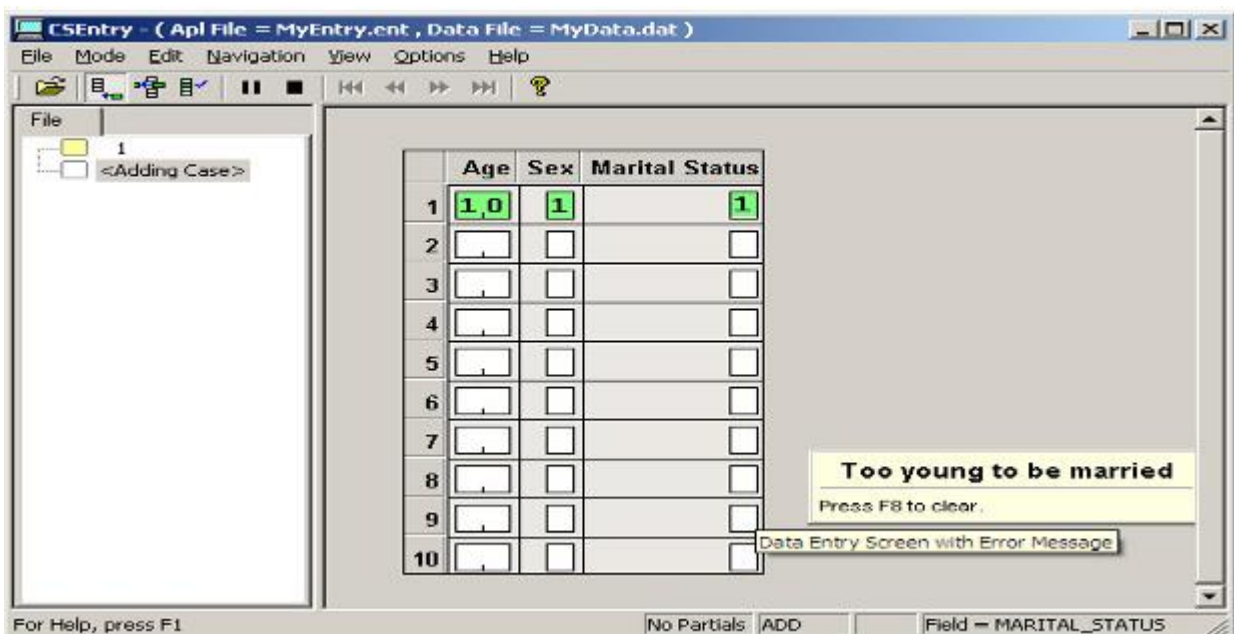 CSEntry - ( Apl File = MyEntry.ent , Data File = MyData.dat )
File Mode Edit Navigation View Options Help
File
1
<Adding Case>
Age Sex Marital Status
1 1,0 1 1
2
3
4
5
6
7
8
9
10
Too young to be married
Press F8 to clear.
Data Entry Screen with Error Message
For Help, press F1 No Partials ADD Field = MARITAL_STATUS